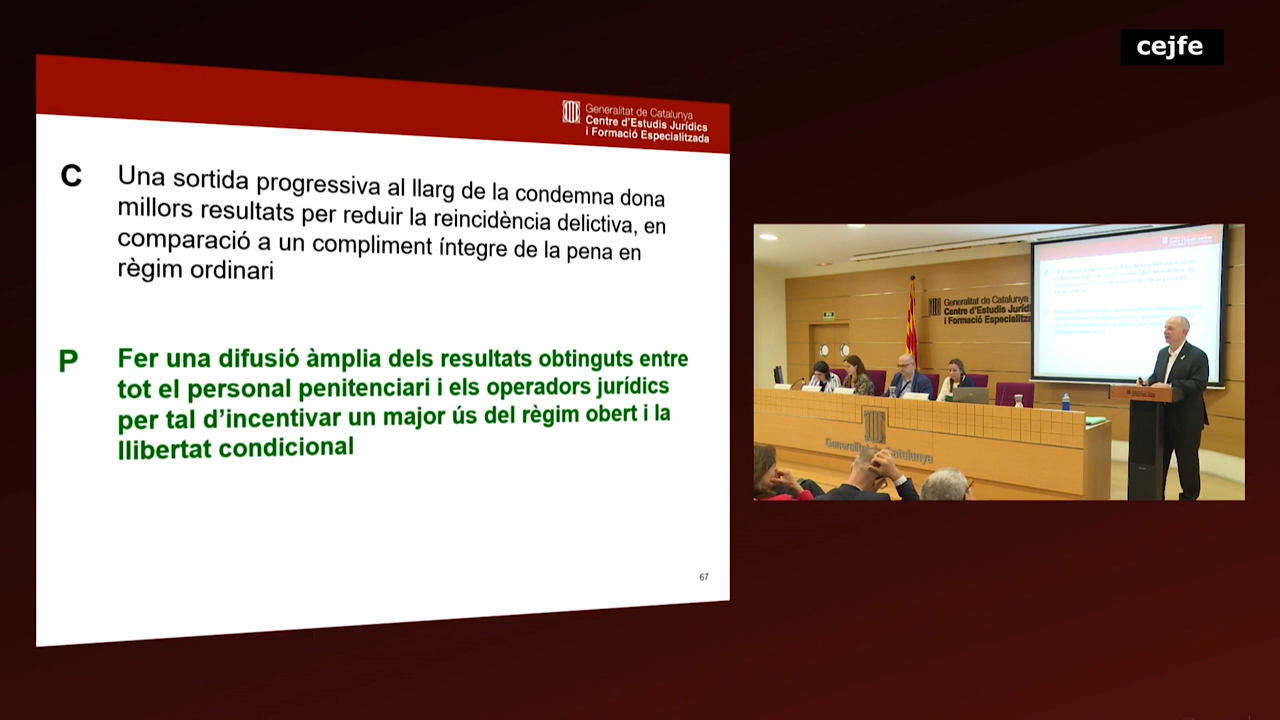 cejfe
Generalitat de Catalunya
Centre d'Estudis Jurídics
i Formació Especialitzada
C Una sortida progressiva al llarg de la condemna dona
millors resultats per reduir la reincidència delictiva, en
comparació a un compliment íntegre de la pena en
règim ordinari
P Fer una difusió àmplia dels resultats obtinguts entre
tot el personal penitenciari i els operadors jurídics
per tal d'incentivar un major ús del règim obert i la
llibertat condicional
67
Generalitat de Catalunya
Centre d'Estudis Jurídi
i Formació Especialitza
Generalitat de Catalunya